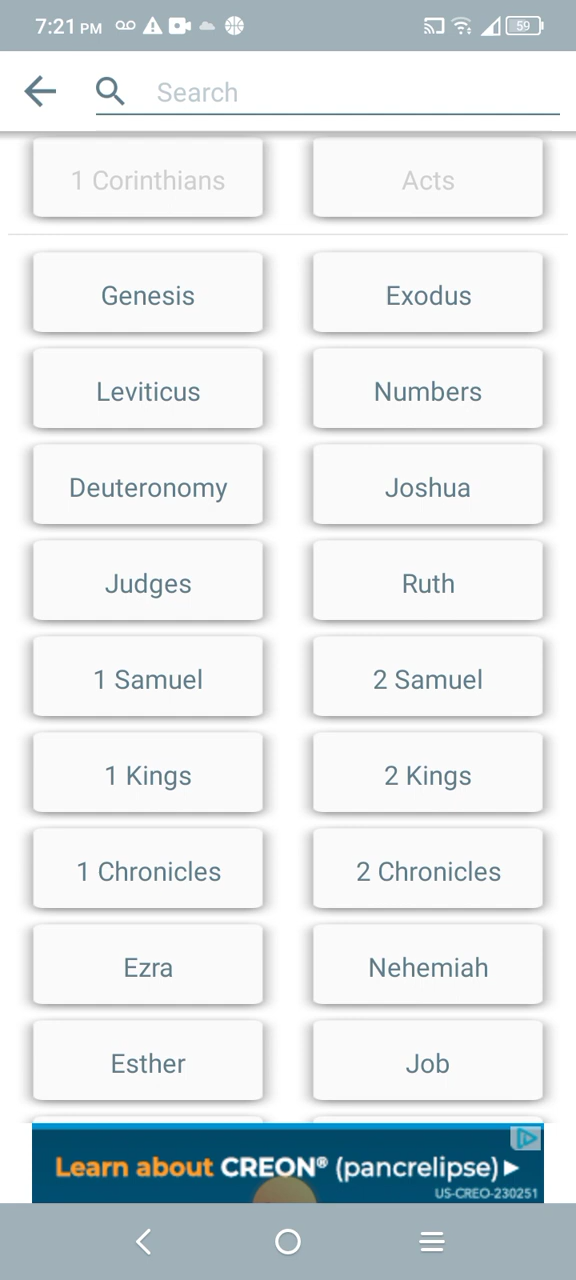 7:21 PM
59
Search
1 Corinthians
Acts
Genesis
Exodus
Leviticus
Numbers
Deuteronomy
Joshua
Judges
Ruth
1 Samuel
2 Samuel
1 Kings
2 Kings
1 Chronicles
2 Chronicles
Ezra
Nehemiah
Esther
Job
Learn about CREON® (pancrelipse)
US-CREO-230251